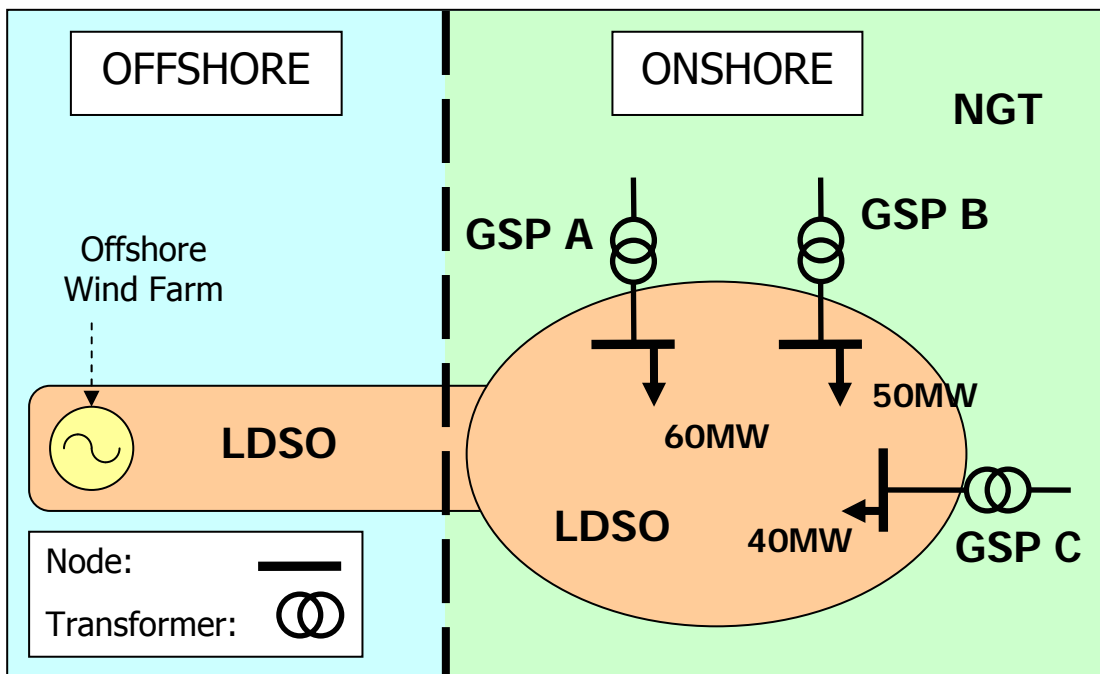 OFFSHORE
ONSHORE
NGT
GSP A
GSP B
Offshore
Wind Farm
50MW
60MW
LDSO
LDSO
40MW
GSP C
Node:
Transformer: